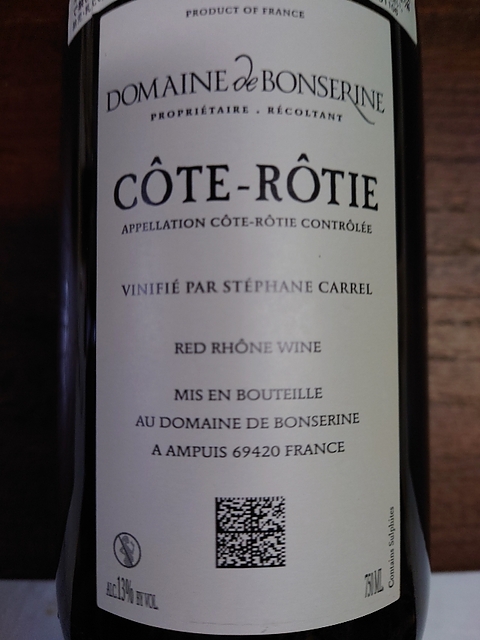 PRODUCT OF FRANCE
DOMAINE de BONSERINE
PROPRIÉTAIRE . RÉCOLTANT
CÔTE-RÔTIE
APPELLATION CÔTE-RÔTIE CONTRÔLÉE
VINIFIÉ PAR STÉPHANE CARREL
RED RHÔNE WINE
MIS EN BOUTEILLE
AU DOMAINE DE BONSERINE
A AMPUIS 69420 FRANCE
ALC. 13% BY VOL.
750 ML
Contains Sulphites